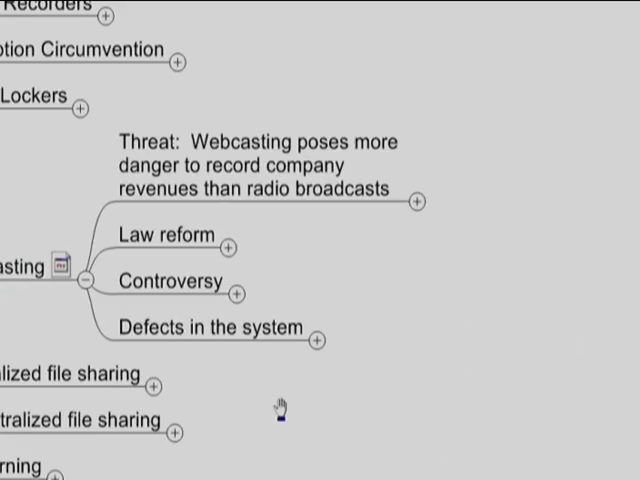 Recorders
otion Circumvention
Lockers
Threat:  Webcasting poses more
danger to record company
revenues than radio broadcasts
Law reform
asting
Controversy
Defects in the system
lized file sharing
tralized file sharing
rning